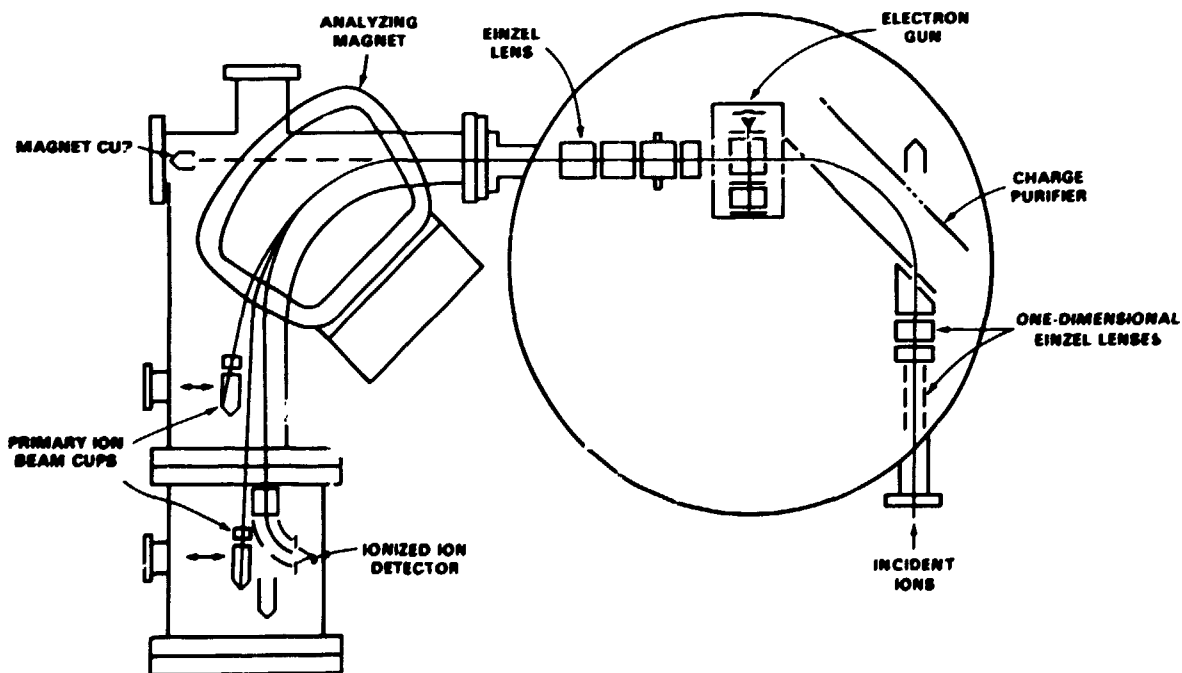 ANALYZING
MAGNET
EINZEL
LENS
ELECTRON
GUN
MAGNET CU?
CHARGE
PURIFIER
ONE-DIMENSIONAL
EINZEL LENSES
PRIMARY ION
BEAM CUPS
IONIZED ION
DETECTOR
INCIDENT
IONS